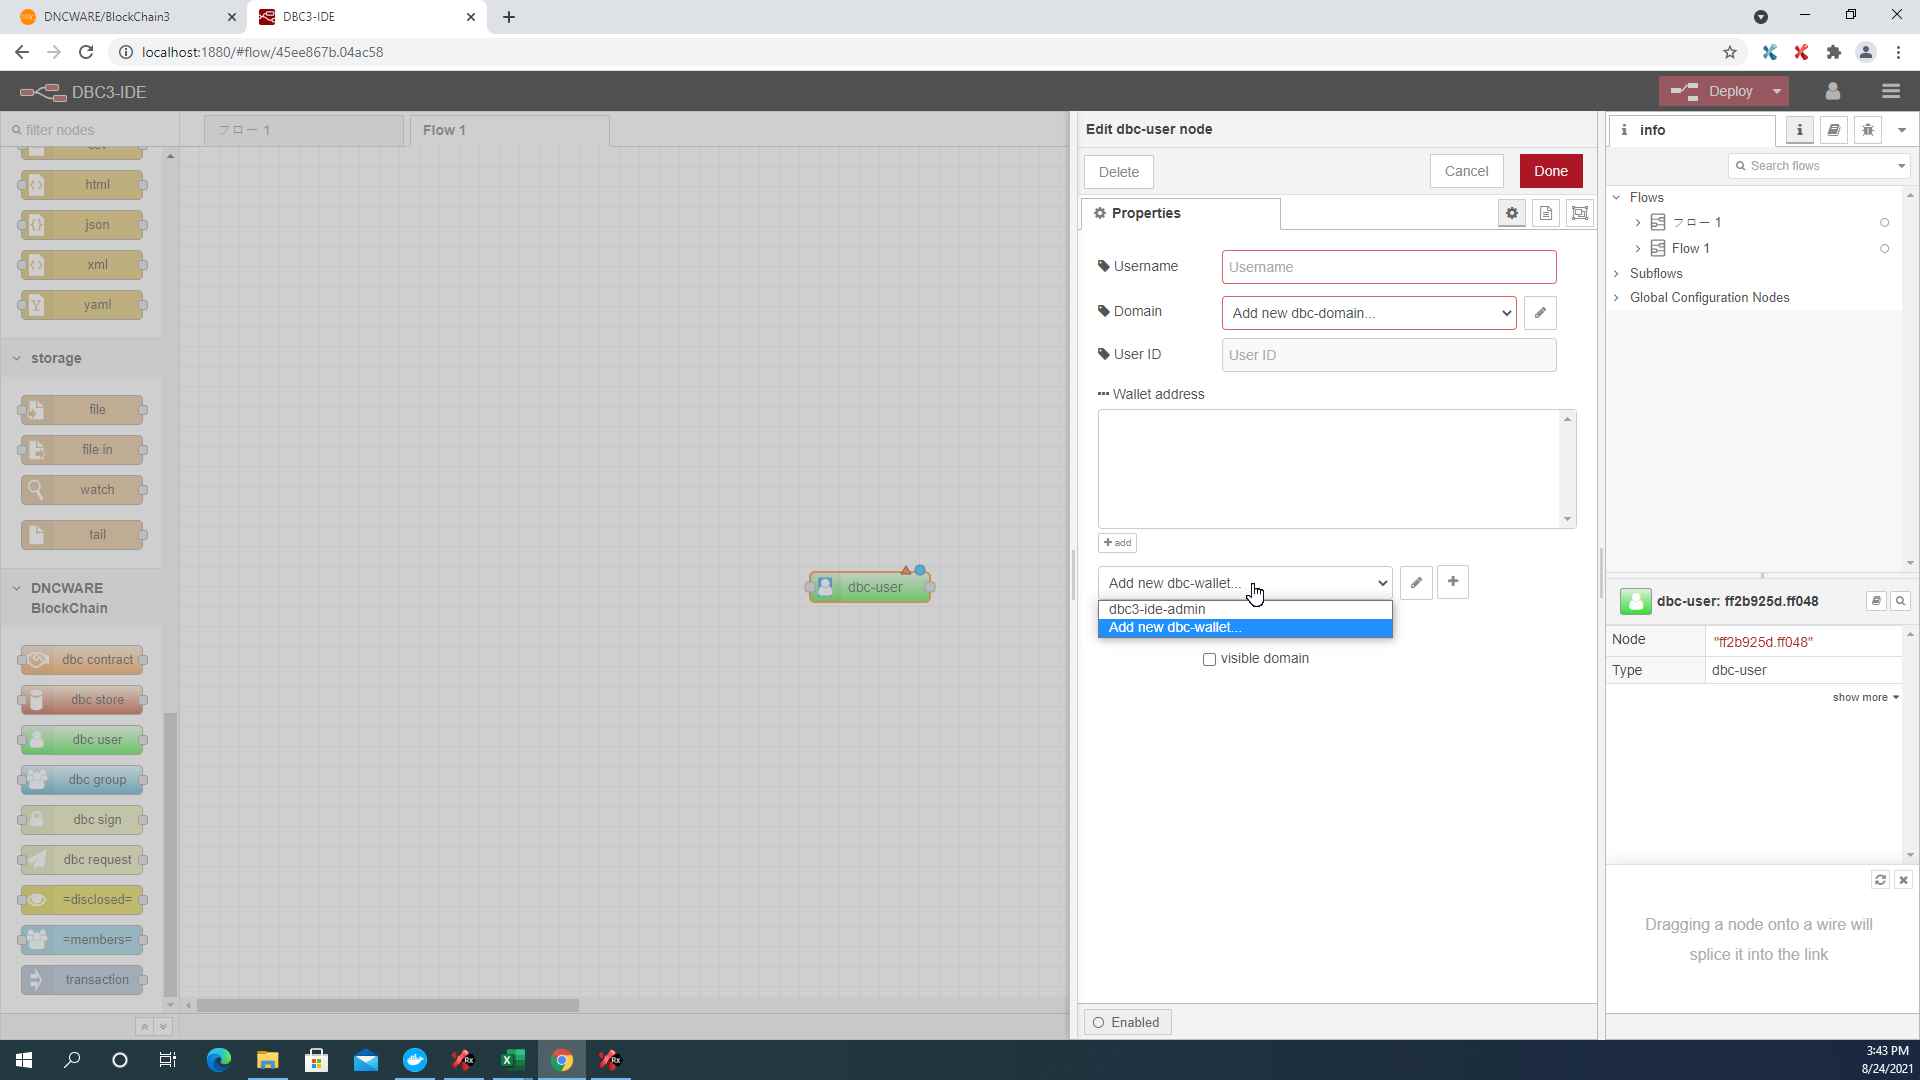 DNCWARE/BlockChain3
DBC3-IDE
localhost:1880/#flow/45ee867b.04ac58
DBC3-IDE
Deploy
filter nodes
フロー 1
Flow 1
html
json
xml
yaml
storage
file
file in
watch
tail
DNCWARE
BlockChain
dbc contract
dbc store
dbc user
dbc group
dbc sign
dbc request
=disclosed=
=members=
transaction
dbc-user
Edit dbc-user node
Delete
Cancel
Done
Properties
Username
Username
Domain
Add new dbc-domain...
User ID
User ID
Wallet address
add
Add new dbc-wallet...
dbc3-ide-admin
Add new dbc-wallet...
visible domain
Enabled
info
Search flows
Flows
フロー 1
Flow 1
Subflows
Global Configuration Nodes
dbc-user: ff2b925d.ff048
Node
"ff2b925d.ff048"
Type
dbc-user
show more
Dragging a node onto a wire will
splice it into the link
3:43 PM
8/24/2021